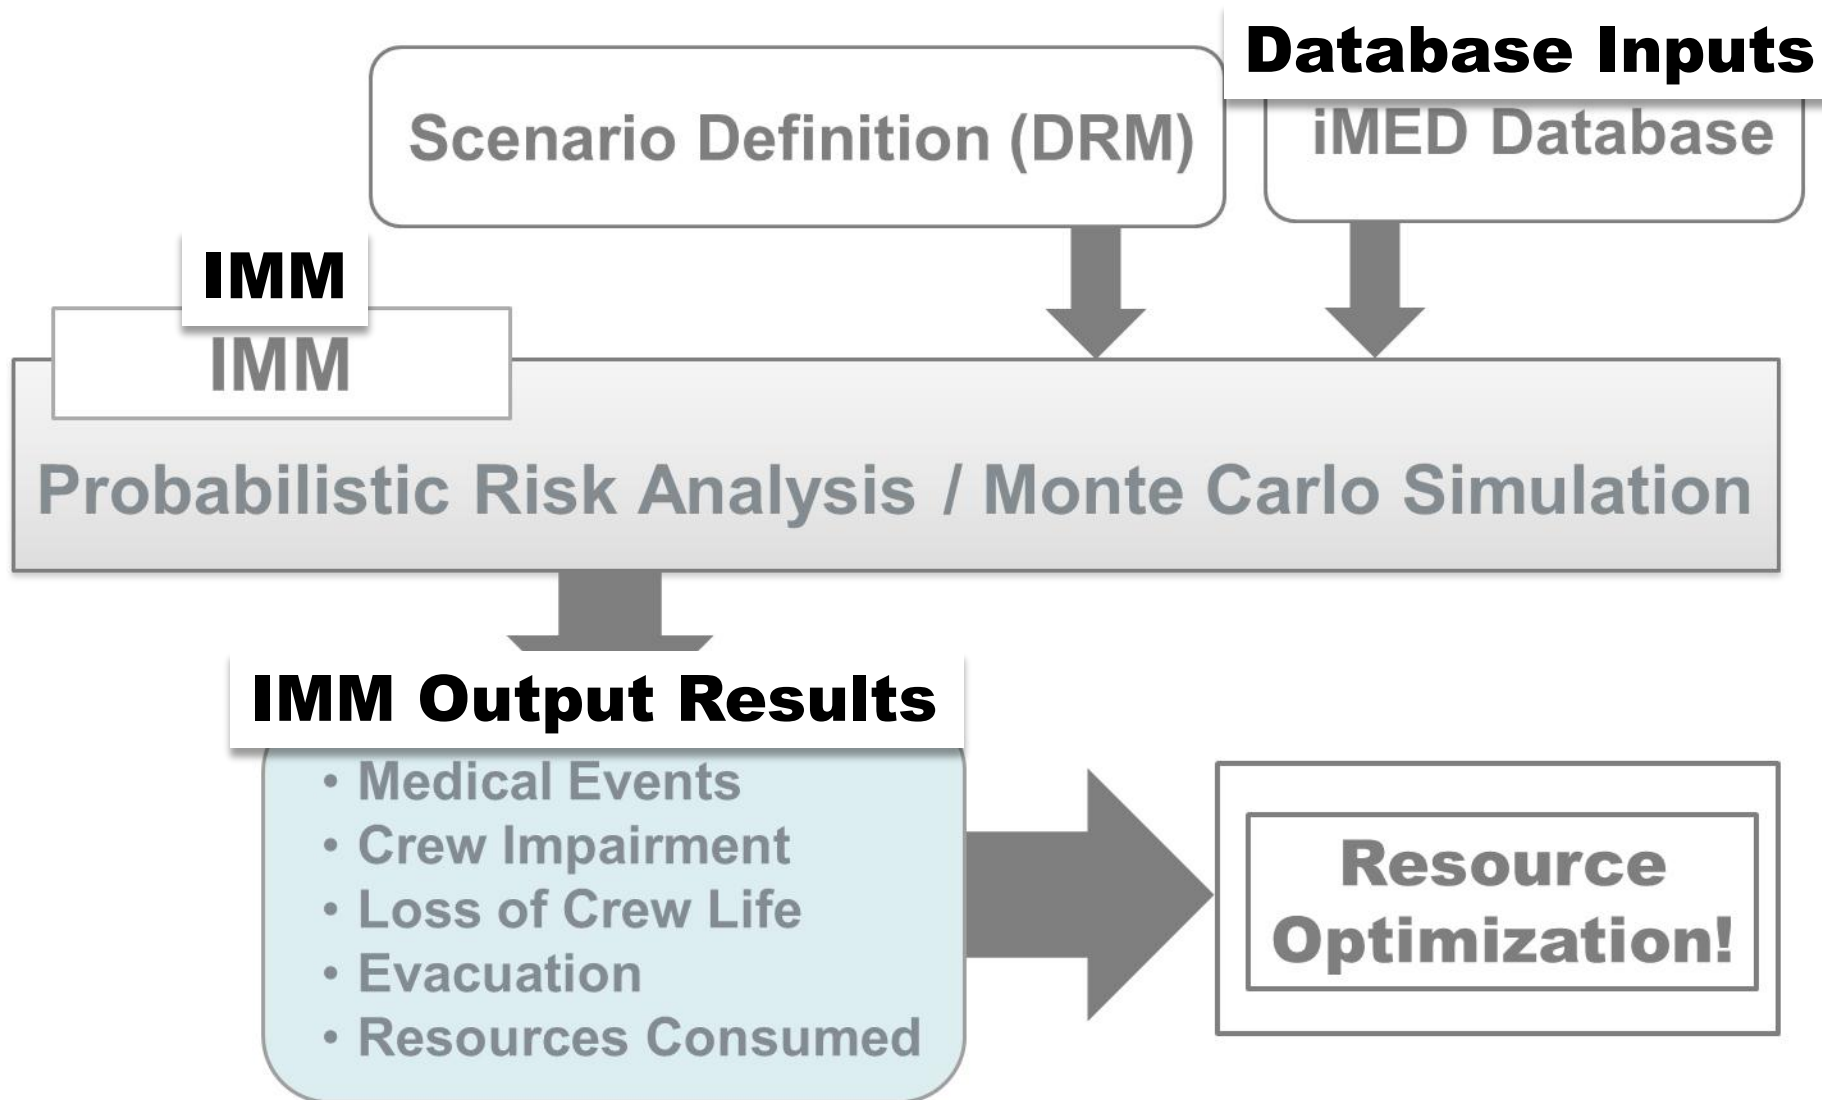 Database Inputs
Scenario Definition (DRM)
iMED Database
IMM
IMM
Probabilistic Risk Analysis / Monte Carlo Simulation
IMM Output Results
• Medical Events
• Crew Impairment
• Loss of Crew Life
• Evacuation
• Resources Consumed
Resource
Optimization!